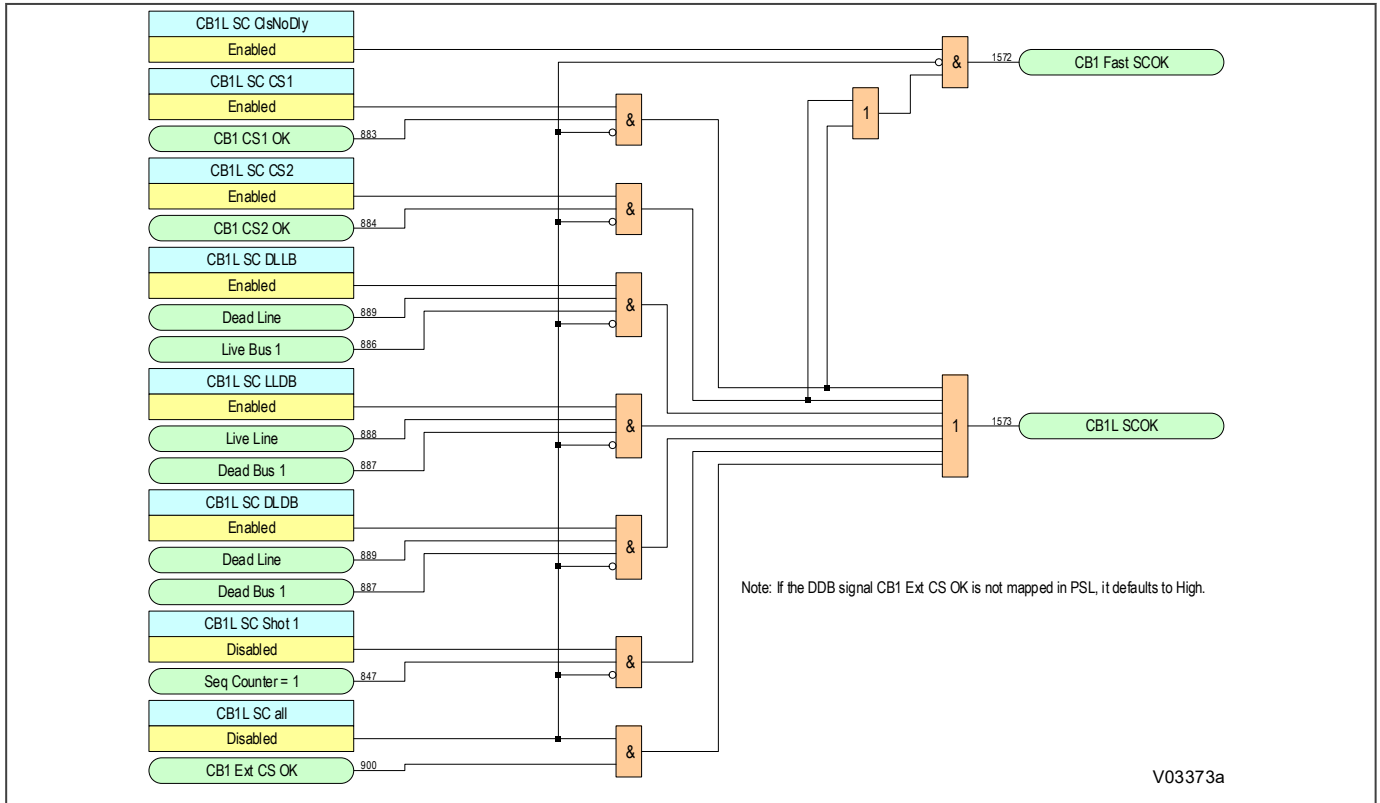 CB1L SC ClsNoDly
Enabled
&
1572
CB1 Fast SCOK
CB1L SC CS1
Enabled
1
&
CB1 CS1 OK
883
CB1L SC CS2
Enabled
&
CB1 CS2 OK
884
CB1L SC DLLB
Enabled
&
Dead Line
889
Live Bus 1
886
CB1L SC LLDB
Enabled
&
1
1573
CB1L SCOK
Live Line
888
Dead Bus 1
887
CB1L SC DLDB
Enabled
&
Dead Line
889
Dead Bus 1
887
Note: If the DDB signal CB1 Ext CS OK is not mapped in PSL, it defaults to High.
CB1L SC Shot 1
Disabled
&
Seq Counter = 1
847
CB1L SC all
Disabled
&
CB1 Ext CS OK
900
V03373a